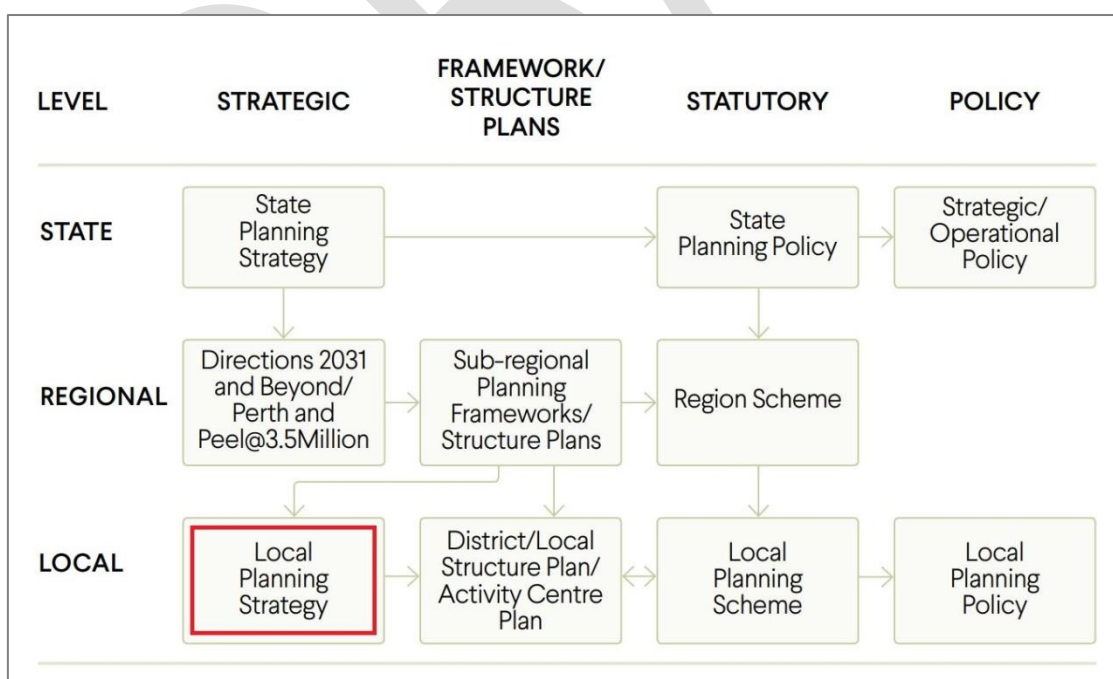 LEVEL
STRATEGIC
FRAMEWORK/
STRUCTURE
PLANS
STATUTORY
POLICY
STATE
State
Planning
Strategy
State
Planning Policy
Strategic/
Operational
Policy
REGIONAL
Directions 2031
and Beyond/
Perth and
Peel@3.5Million
Sub-regional
Planning
Frameworks/
Structure Plans
Region Scheme
LOCAL
Local
Planning
Strategy
District/Local
Structure Plan/
Activity Centre
Plan
Local
Planning
Scheme
Local
Planning
Policy